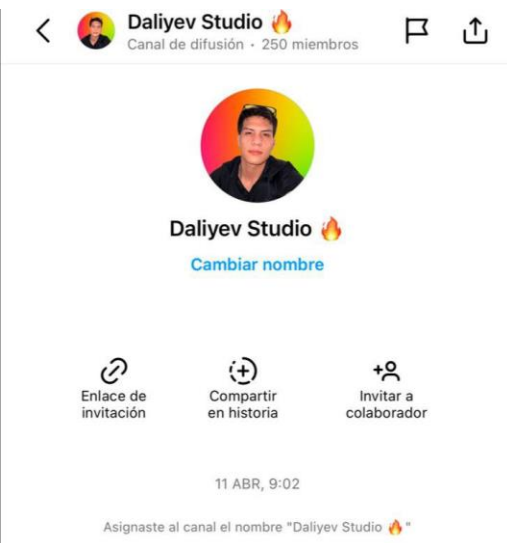 Daliyev Studio 🔥
Canal de difusión · 250 miembros
Daliyev Studio 🔥
Cambiar nombre
Enlace de
invitación
Compartir
en historia
Invitar a
colaborador
11 ABR, 9:02
Asignaste al canal el nombre "Daliyev Studio 🔥"